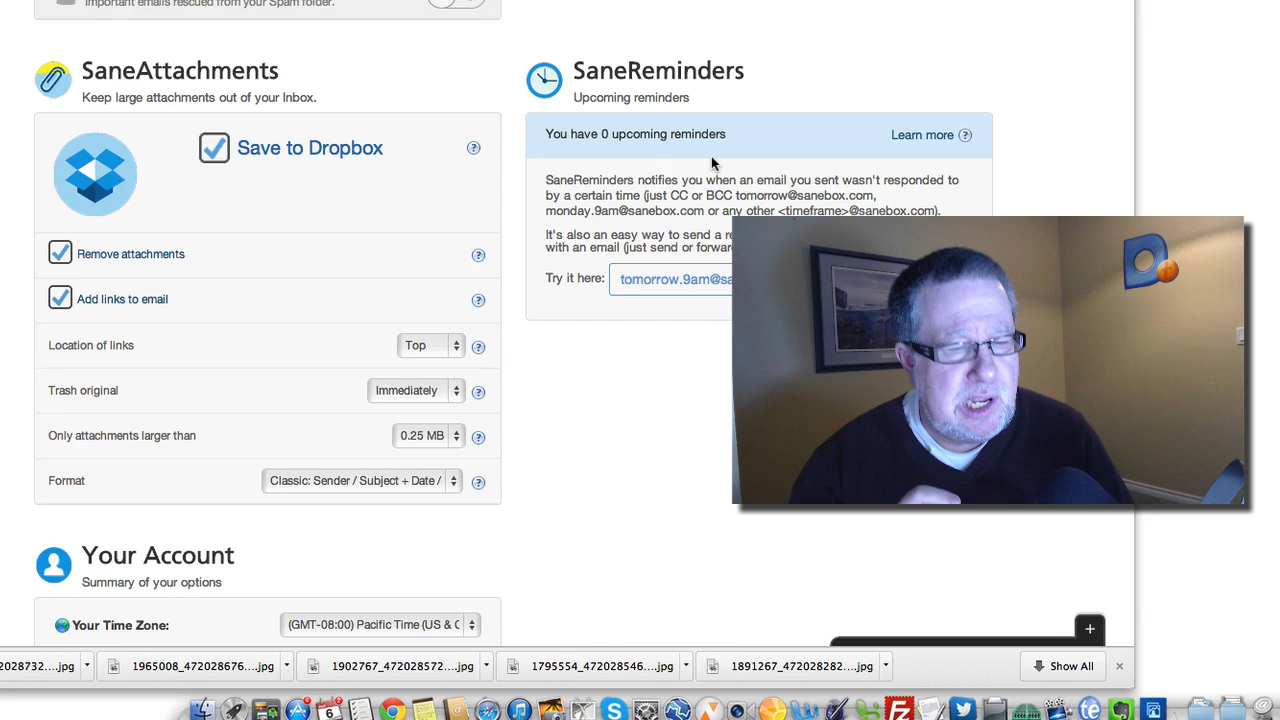 Important emails rescued from your Spam folder.
SaneAttachments
Keep large attachments out of your Inbox.
Save to Dropbox
Remove attachments
Add links to email
Location of links
Top
Trash original
Immediately
Only attachments larger than
0.25 MB
Format
Classic: Sender / Subject + Date /
SaneReminders
Upcoming reminders
You have 0 upcoming reminders
Learn more ?
SaneReminders notifies you when an email you sent wasn't responded to
by a certain time (just CC or BCC tomorrow@sanebox.com,
monday.9am@sanebox.com or any other <timeframe>@sanebox.com).
It's also an easy way to send a
with an email (just send or
Try it here:
tomorrow.9am@
Your Account
Summary of your options
Your Time Zone:
(GMT-08:00) Pacific Time (US &
+
028732...jpg
1965008_472028676....jpg
1902767_472028572....jpg
1795554_472028546....jpg
1891267_472028282....jpg
Show All
×